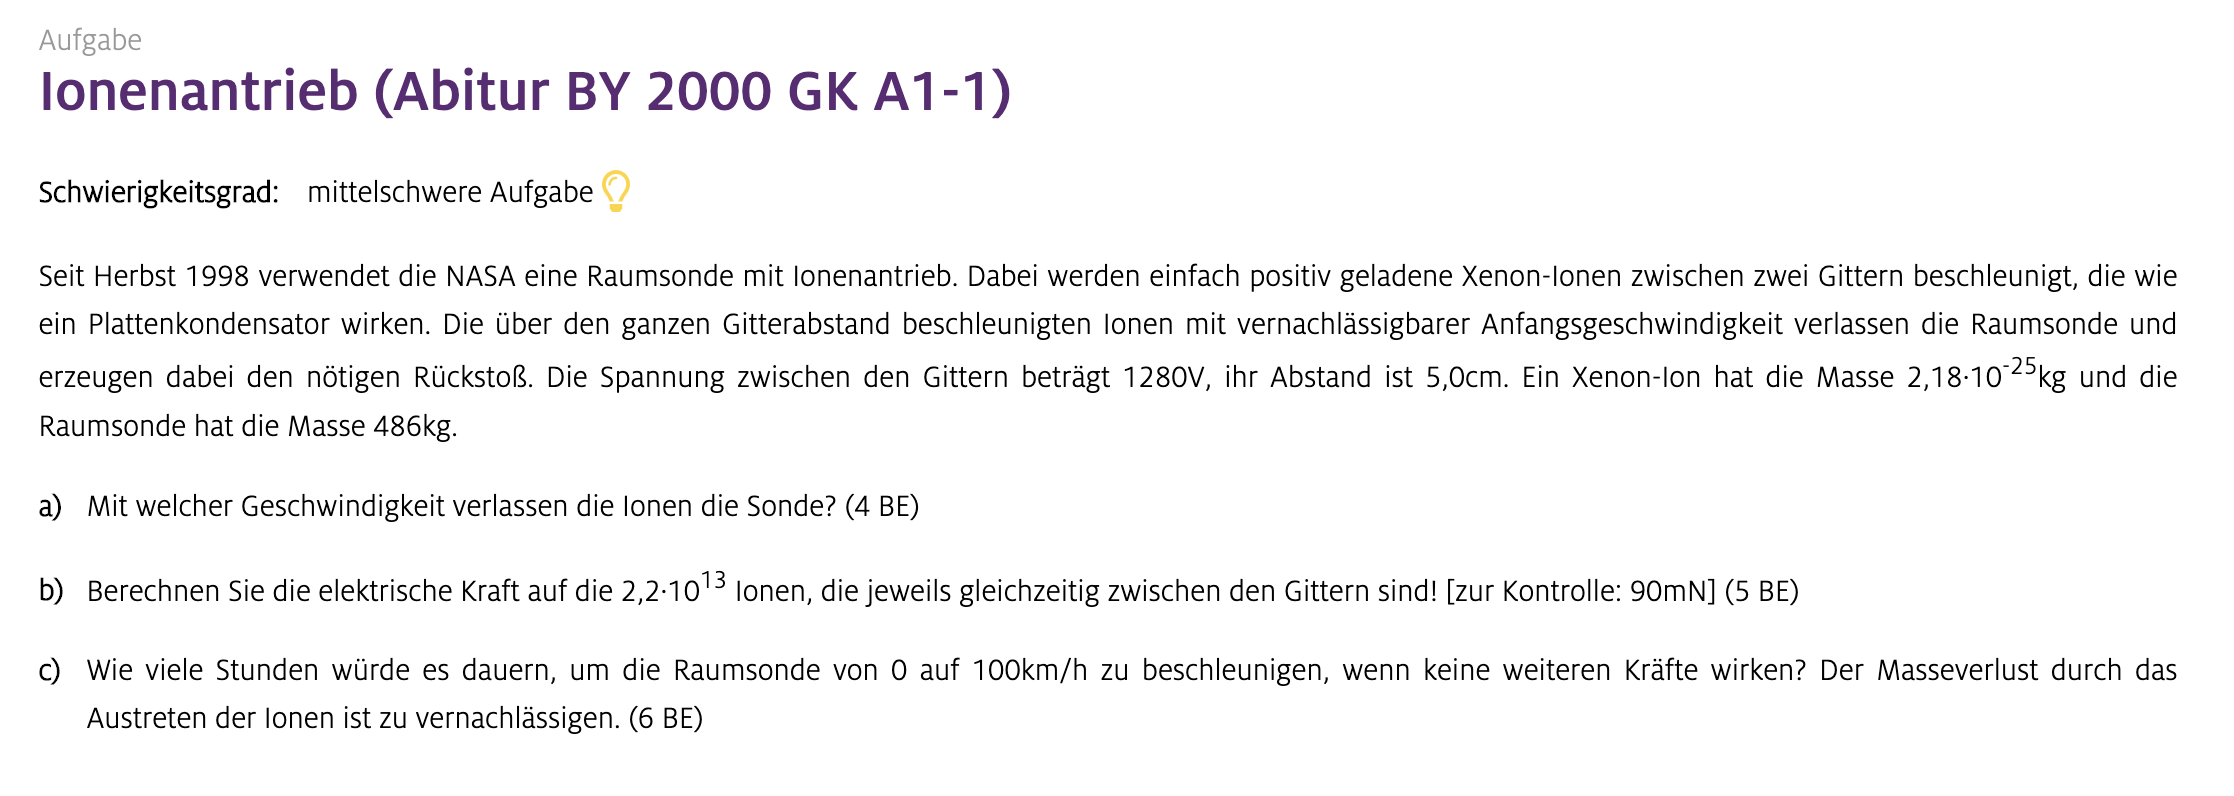 Aufgabe
Ionenantrieb (Abitur BY 2000 GK A1-1)
Schwierigkeitsgrad: mittelschwere Aufgabe
Seit Herbst 1998 verwendet die NASA eine Raumsonde mit Ionenantrieb. Dabei werden einfach positiv geladene Xenon-Ionen zwischen zwei Gittern beschleunigt, die wie
ein Plattenkondensator wirken. Die über den ganzen Gitterabstand beschleunigten Ionen mit vernachlässigbarer Anfangsgeschwindigkeit verlassen die Raumsonde und
erzeugen dabei den nötigen Rückstoß. Die Spannung zwischen den Gittern beträgt 1280V, ihr Abstand ist 5,0cm. Ein Xenon-Ion hat die Masse 2,18·10⁻²⁵kg und die
Raumsonde hat die Masse 486kg.
a) Mit welcher Geschwindigkeit verlassen die Ionen die Sonde? (4 BE)
b) Berechnen Sie die elektrische Kraft auf die 2,2·10¹³ Ionen, die jeweils gleichzeitig zwischen den Gittern sind! [zur Kontrolle: 90mN] (5 BE)
c) Wie viele Stunden würde es dauern, um die Raumsonde von 0 auf 100km/h zu beschleunigen, wenn keine weiteren Kräfte wirken? Der Masseverlust durch das
Austreten der Ionen ist zu vernachlässigen. (6 BE)